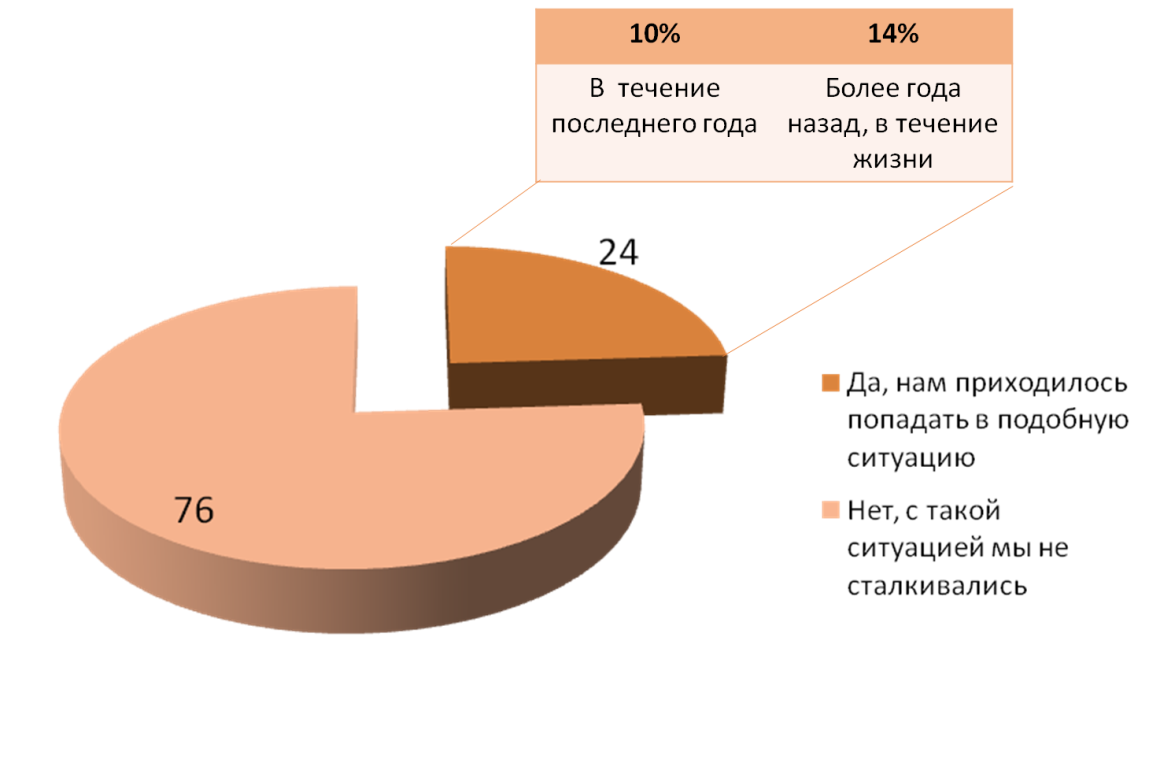 10%
14%
В течение
последнего года
Более года
назад, в течение
жизни
24
76
Да, нам приходилось
попадать в подобную
ситуацию
Нет, с такой
ситуацией мы не
сталкивались